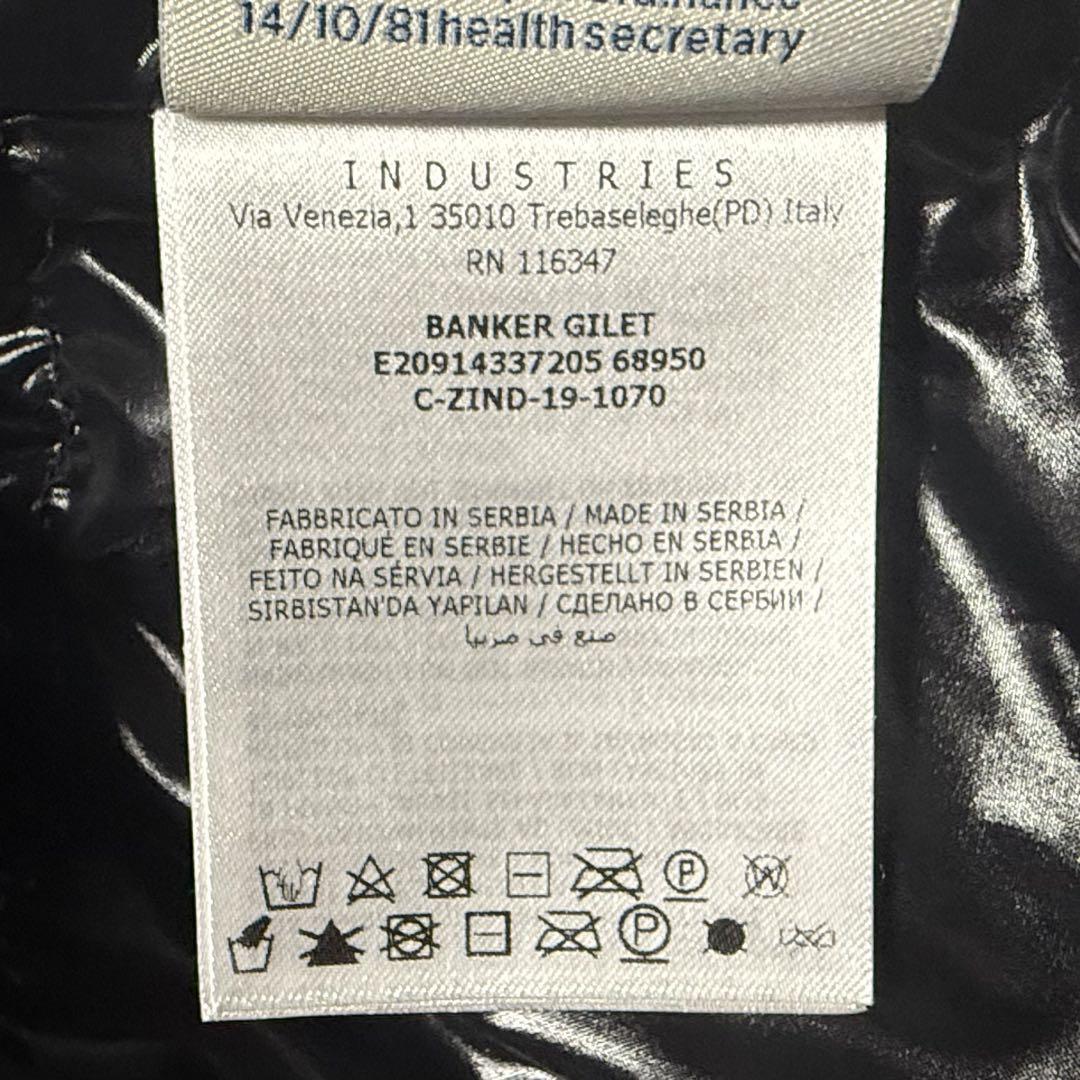 14/10/81 health secretary
INDUSTRIES
Via Venezia,1 35010 Trebaseleghe(PD) Italy
RN 116347
BANKER GILET
E20914337205 68950
C-ZIND-19-1070
FABBRICATO IN SERBIA / MADE IN SERBIA /
FABRIQUÉ EN SERBIE / HECHO EN SERBIA /
FEITO NA SÉRVIA / HERGESTELLT IN SERBIEN /
SIRBISTAN'DA YAPILAN / СДЕЛАНО В СЕРБИИ /
صنع في صربيا
P W
P